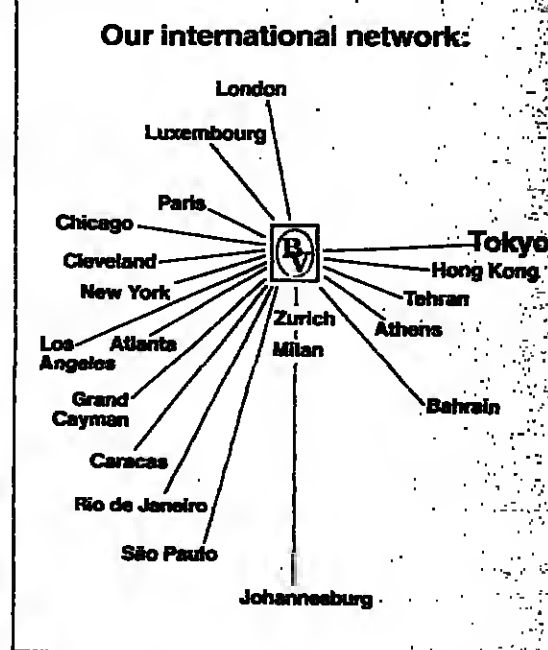 Our international network:
London
Luxembourg
Paris
Chicago
Cleveland
New York
Los
Angeles
Atlanta
Grand
Cayman
Caracas
Rio de Janeiro
São Paulo
BV
Zurich
Milan
Johannesburg
Tokyo
Hong Kong
Tehran
Athens
Bahrain